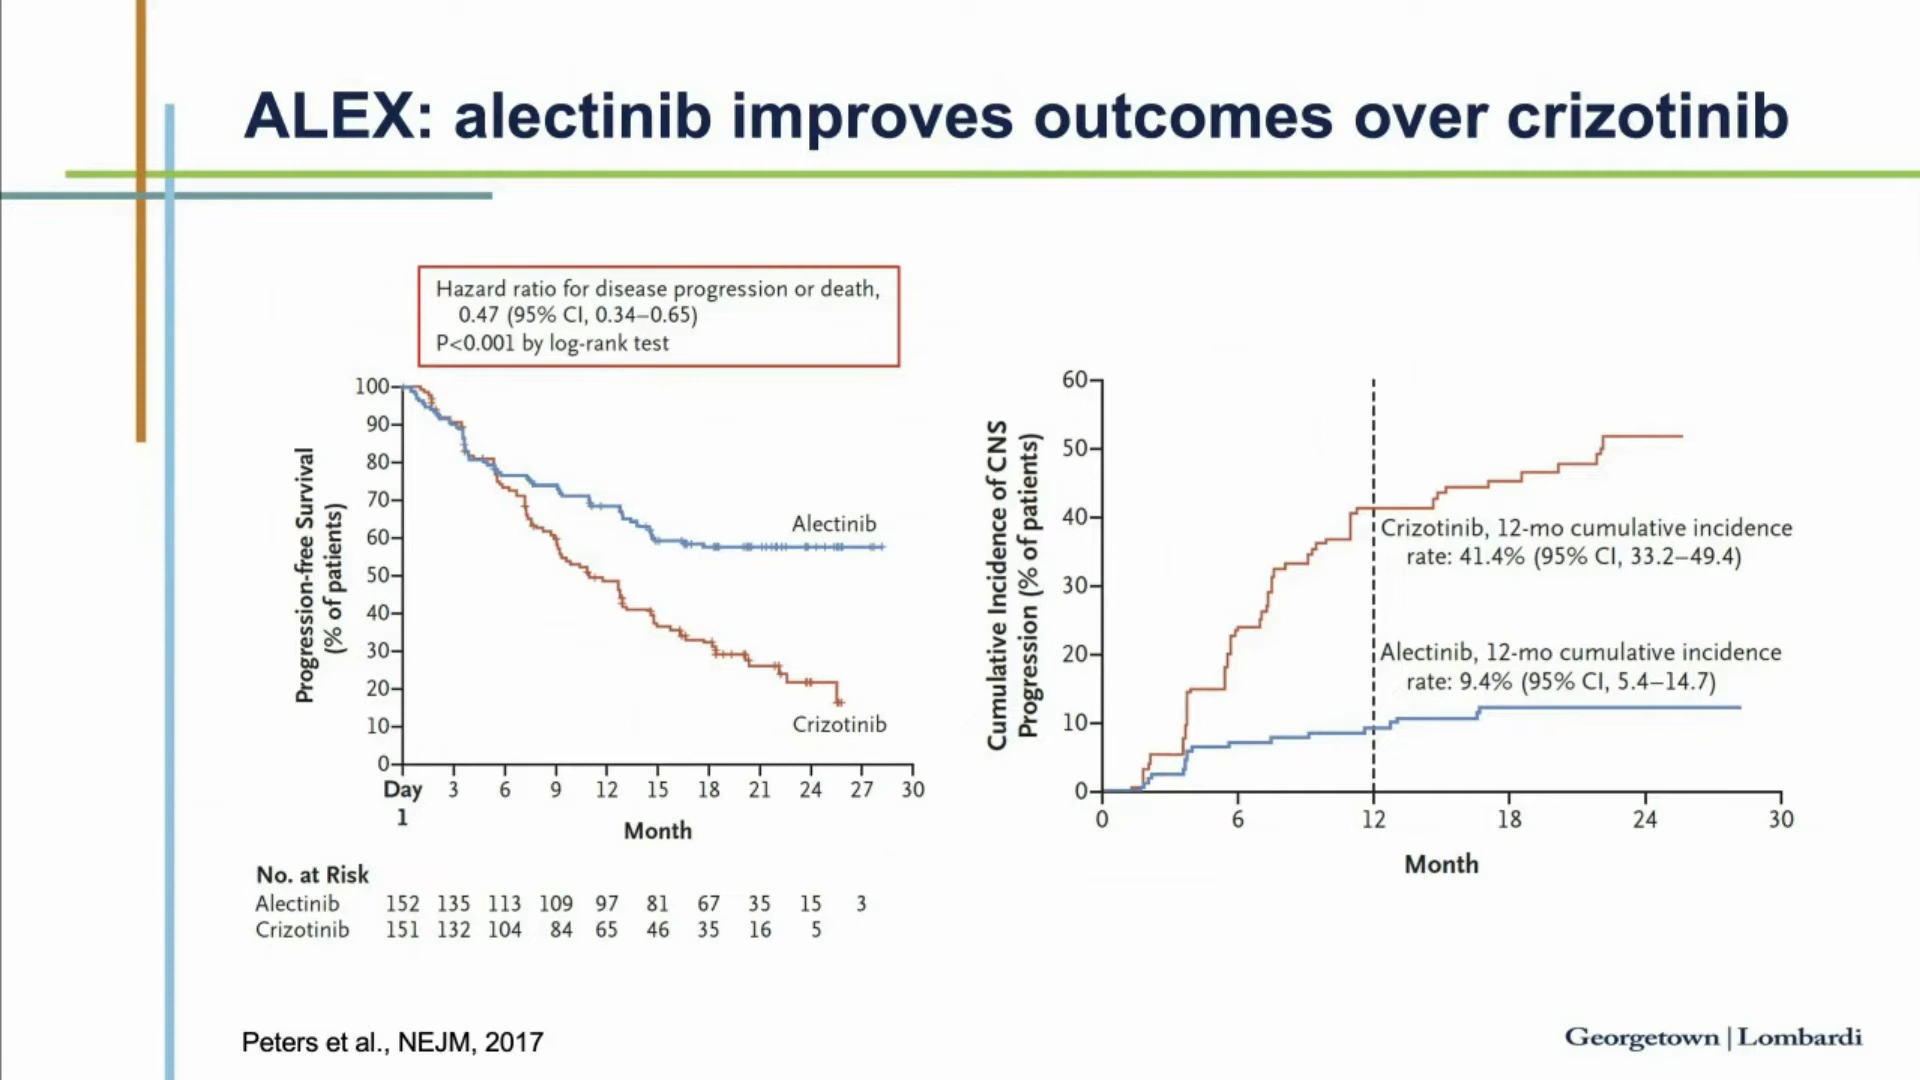 ALEX: alectinib improves outcomes over crizotinib
Hazard ratio for disease progression or death,
0.47 (95% CI, 0.34–0.65)
P<0.001 by log-rank test
Progression-free Survival
(% of patients)
100
90
80
70
60
50
40
30
20
10
0
Alectinib
Crizotinib
Day 3 6 9 12 15 18 21 24 27 30
1
Month
No. at Risk
Alectinib 152 135 113 109 97 81 67 35 15 3
Crizotinib 151 132 104 84 65 46 35 16 5
Cumulative Incidence of CNS
Progression (% of patients)
60
50
40
30
20
10
0
Crizotinib, 12-mo cumulative incidence
rate: 41.4% (95% CI, 33.2–49.4)
Alectinib, 12-mo cumulative incidence
rate: 9.4% (95% CI, 5.4–14.7)
0 6 12 18 24 30
Month
Peters et al., NEJM, 2017
Georgetown | Lombardi